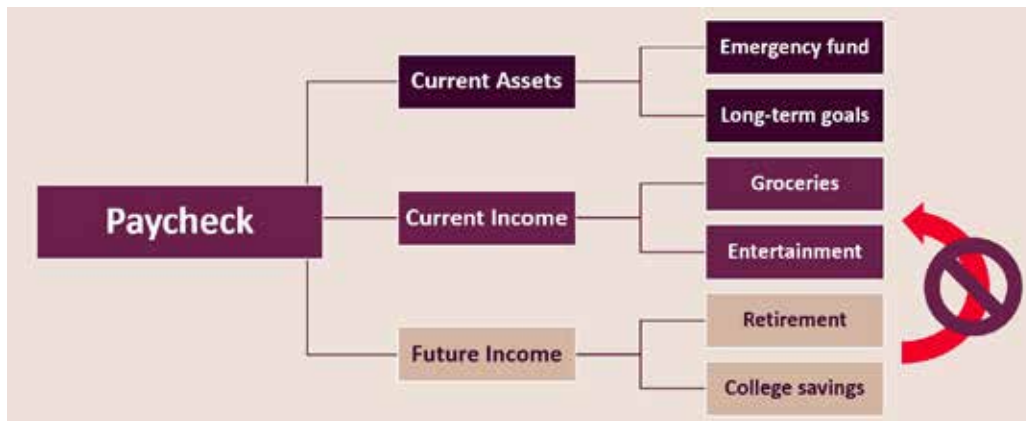 Paycheck
Current Assets
Emergency fund
Long-term goals
Current Income
Groceries
Entertainment
Future Income
Retirement
College savings